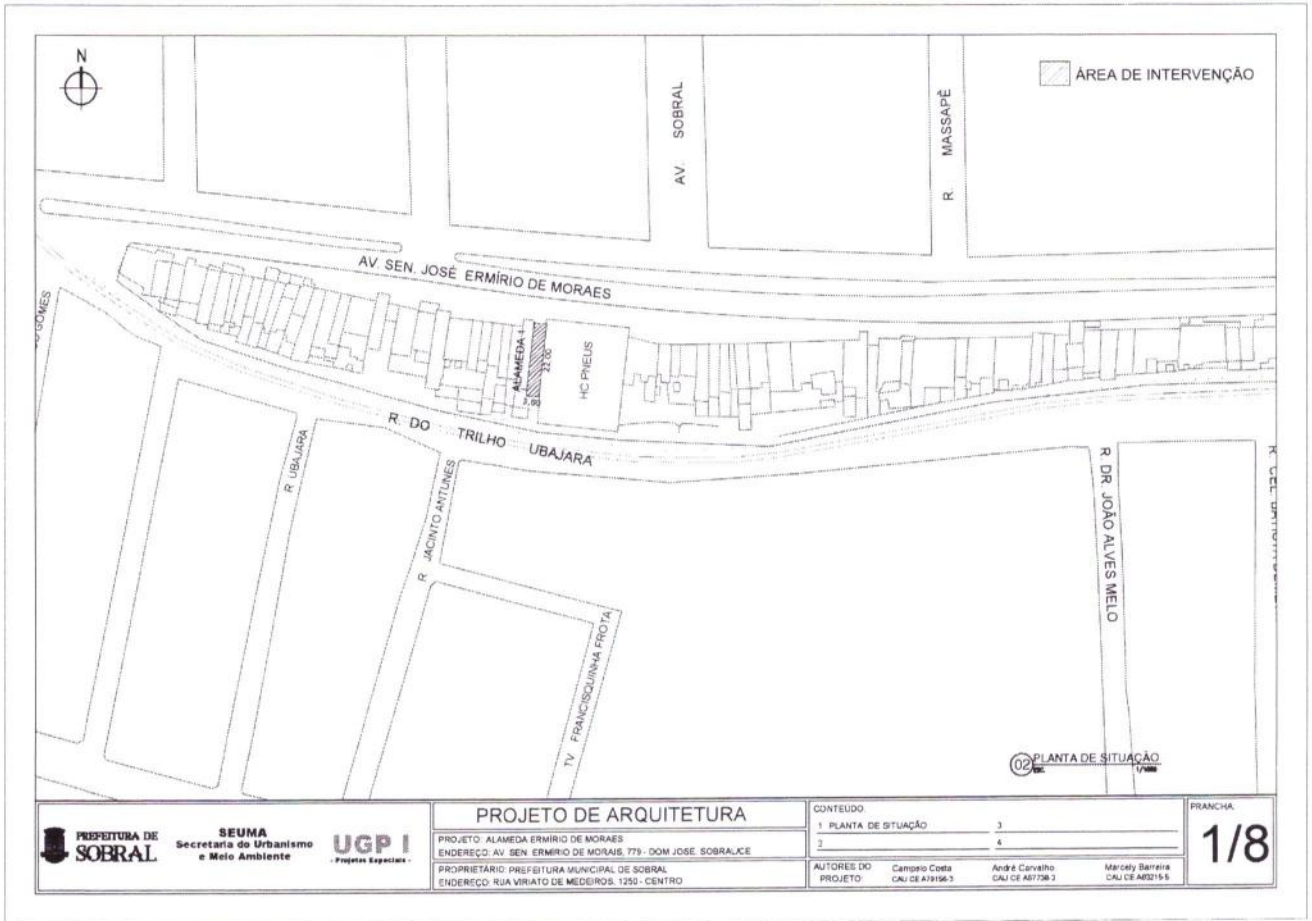 N
ÁREA DE INTERVENÇÃO
AV. SOBRAL
R. MASSAPÊ
AV. SEN. JOSÉ ERMÍRIO DE MORAES
GOMES
ALAMEDA 1
22.00
HC PNEUS
R. DO TRILHO UBAJARA
R UBAJARA
R JACINTO ANTUNES
TV FRANCISQUINHA FROTA
R. DR. JOÃO ALVES MELO
R. CEL
02 PLANTA DE SITUAÇÃO
PREFEITURA DE
SOBRAL
SEUMA
Secretaria do Urbanismo
e Meio Ambiente
UGP I
- Projetos Especiais -
PROJETO DE ARQUITETURA
PROJETO: ALAMEDA ERMÍRIO DE MORAES
ENDEREÇO: AV. SEN. ERMÍRIO DE MORAIS, 779 - DOM JOSÉ, SOBRAL/CE
PROPRIETÁRIO: PREFEITURA MUNICIPAL DE SOBRAL
ENDEREÇO: RUA VIRIATO DE MEDEIROS, 1250 - CENTRO
CONTEÚDO:
1 PLANTA DE SITUAÇÃO 3
2 4
AUTORES DO PROJETO:
Campelo Costa
André Carvalho
Marcely Barreira
PRANCHA:
1/8